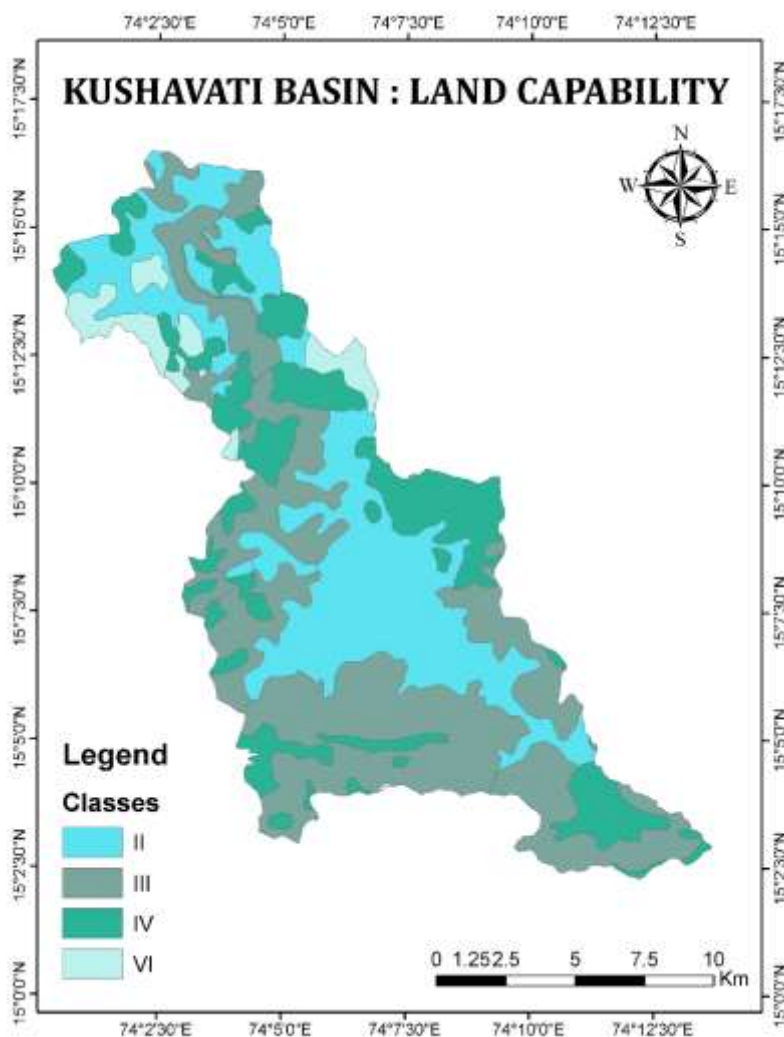 74°2'30"E 74°5'0"E 74°7'30"E 74°10'0"E 74°12'30"E
KUSHAVATI BASIN : LAND CAPABILITY
N
W E
S
15°17'30"N 15°17'30"N
15°15'0"N 15°15'0"N
15°12'30"N 15°12'30"N
15°10'0"N 15°10'0"N
15°7'30"N 15°7'30"N
15°5'0"N 15°5'0"N
15°2'30"N 15°2'30"N
15°0'0"N 15°0'0"N
Legend
Classes
II
III
IV
VI
0 1.252.5 5 7.5 10
Km
74°2'30"E 74°5'0"E 74°7'30"E 74°10'0"E 74°12'30"E